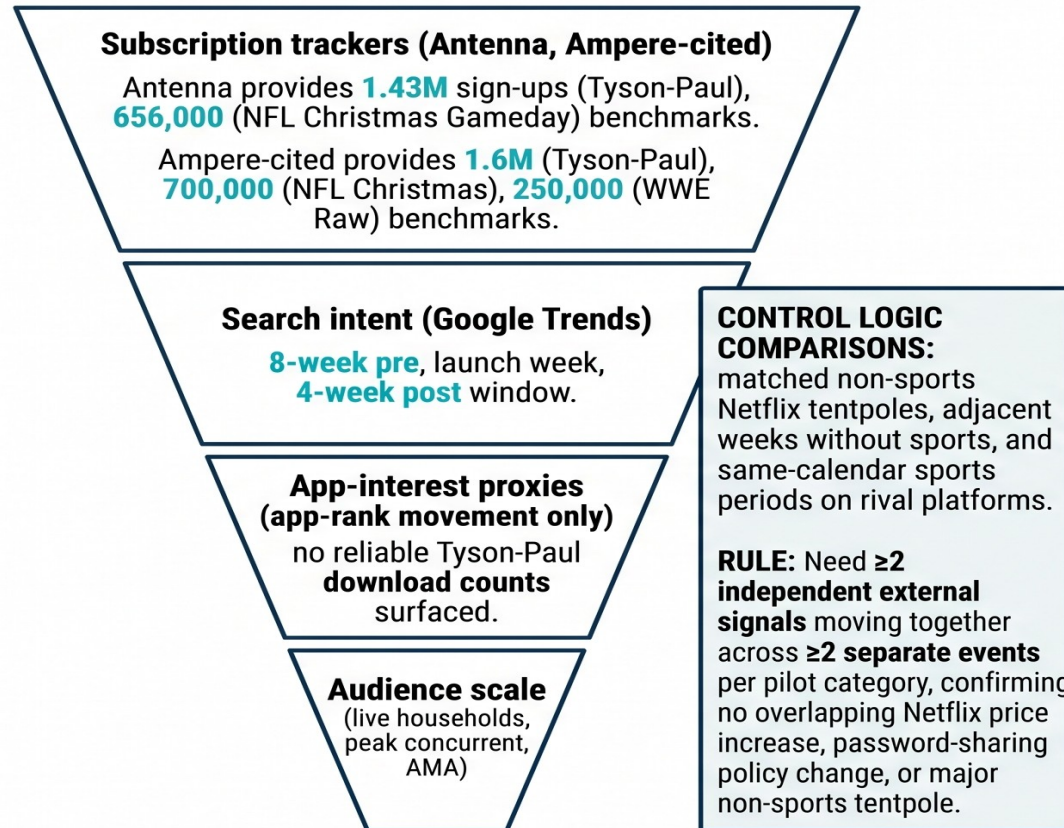 Subscription trackers (Antenna, Ampere-cited)
Antenna provides 1.43M sign-ups (Tyson-Paul),
656,000 (NFL Christmas Gameday) benchmarks.
Ampere-cited provides 1.6M (Tyson-Paul),
700,000 (NFL Christmas), 250,000 (WWE
Raw) benchmarks.
Search intent (Google Trends)
8-week pre, launch week,
4-week post window.
App-interest proxies
(app-rank movement only)
no reliable Tyson-Paul
download counts
surfaced.
Audience scale
(live households,
peak concurrent,
AMA)
CONTROL LOGIC
COMPARISONS:
matched non-sports
Netflix tentpoles, adjacent
weeks without sports, and
same-calendar sports
periods on rival platforms.
RULE: Need ≥2
independent external
signals moving together
across ≥2 separate events
per pilot category, confirming
no overlapping Netflix price
increase, password-sharing
policy change, or major
non-sports tentpole.